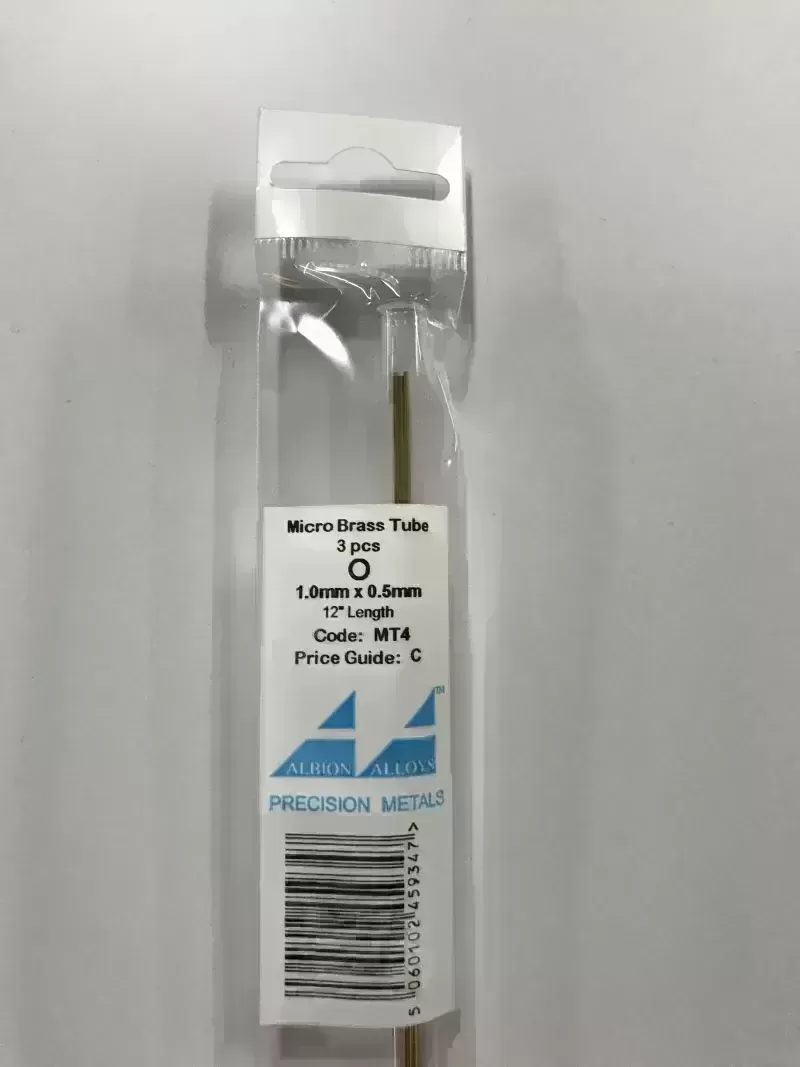 Micro Brass Tube
3 pcs
1.0mm x 0.5mm
12" Length
Code: MT4
Price Guide: C
TM
ALBION ALLOYS
PRECISION METALS
5 060102 459347 >